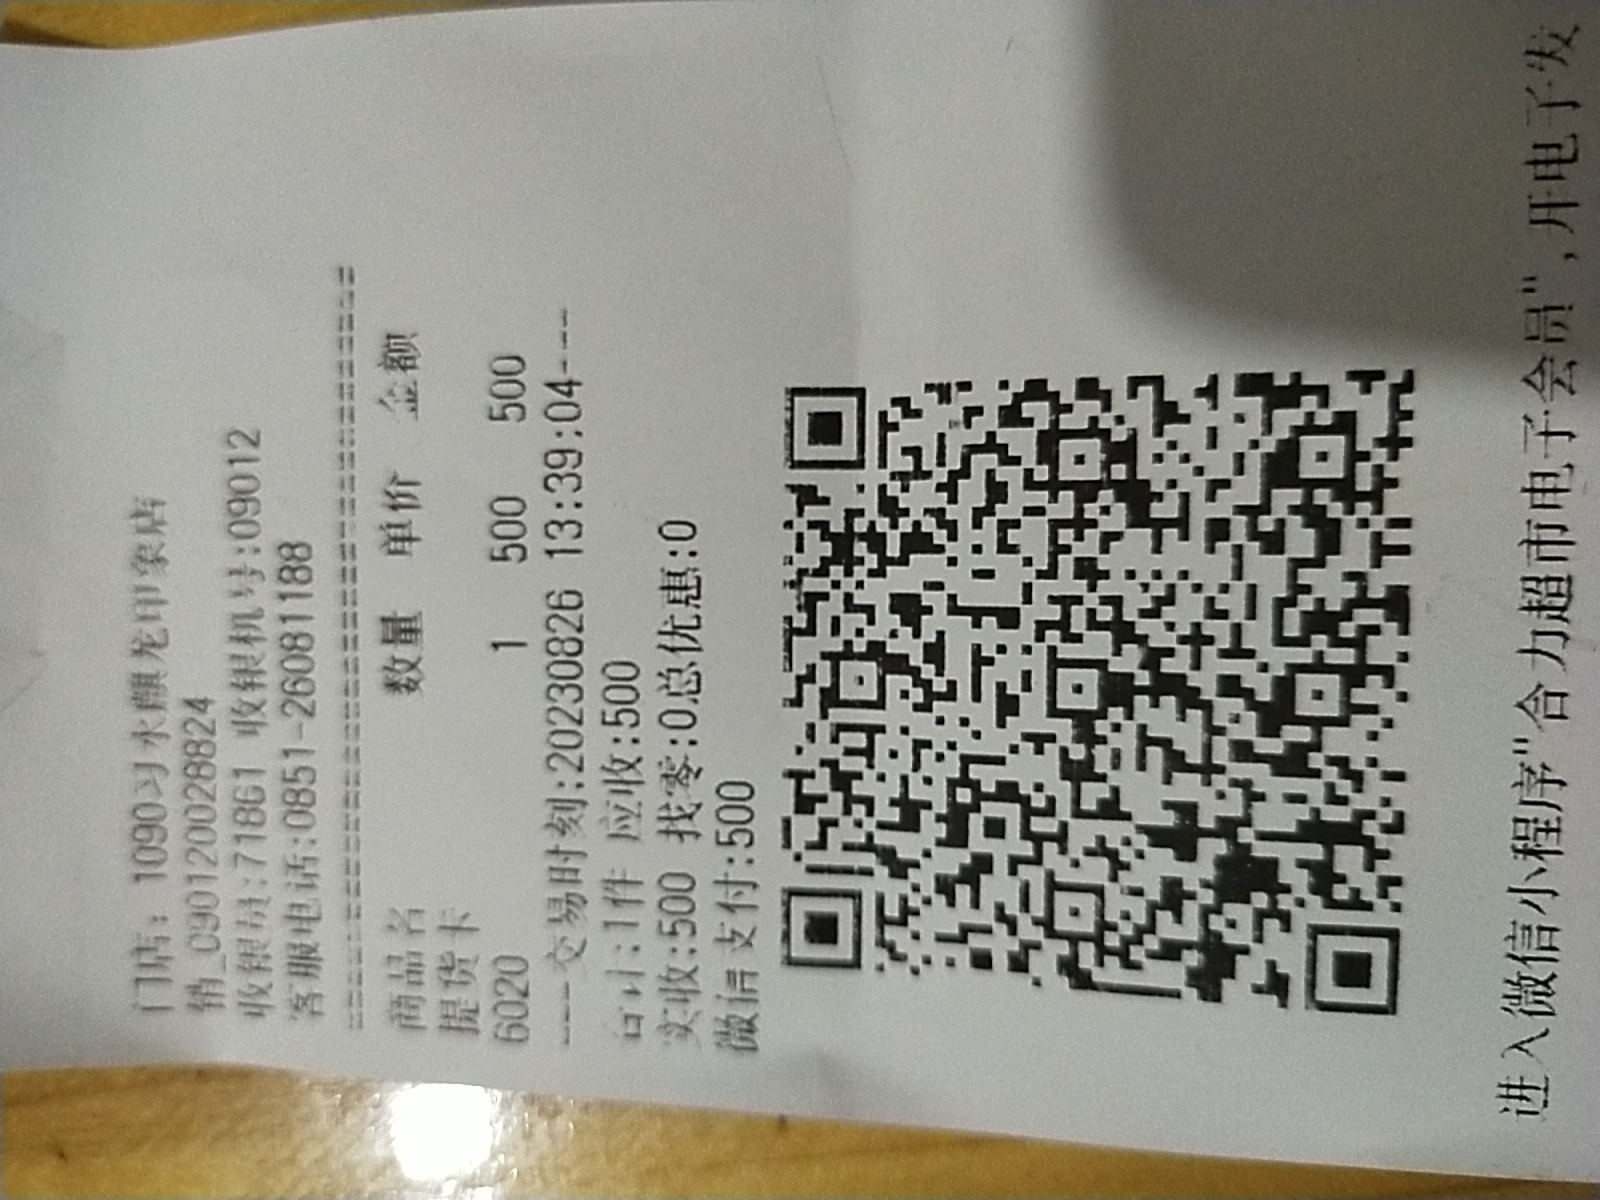 门店：1090习水麒龙印象店
销_090120028824
收银员:71861 收银机号:09012
客服电话:0851-26081188
================================
商品名 数量 单价 金额
提货卡
6020 1 500 500
----交易时刻:20230826 13:39:04----
合计:1件 应收:500
实收:500 找零:0总优惠:0
微信支付:500
进入微信小程序"合力超市电子会员",开电子发